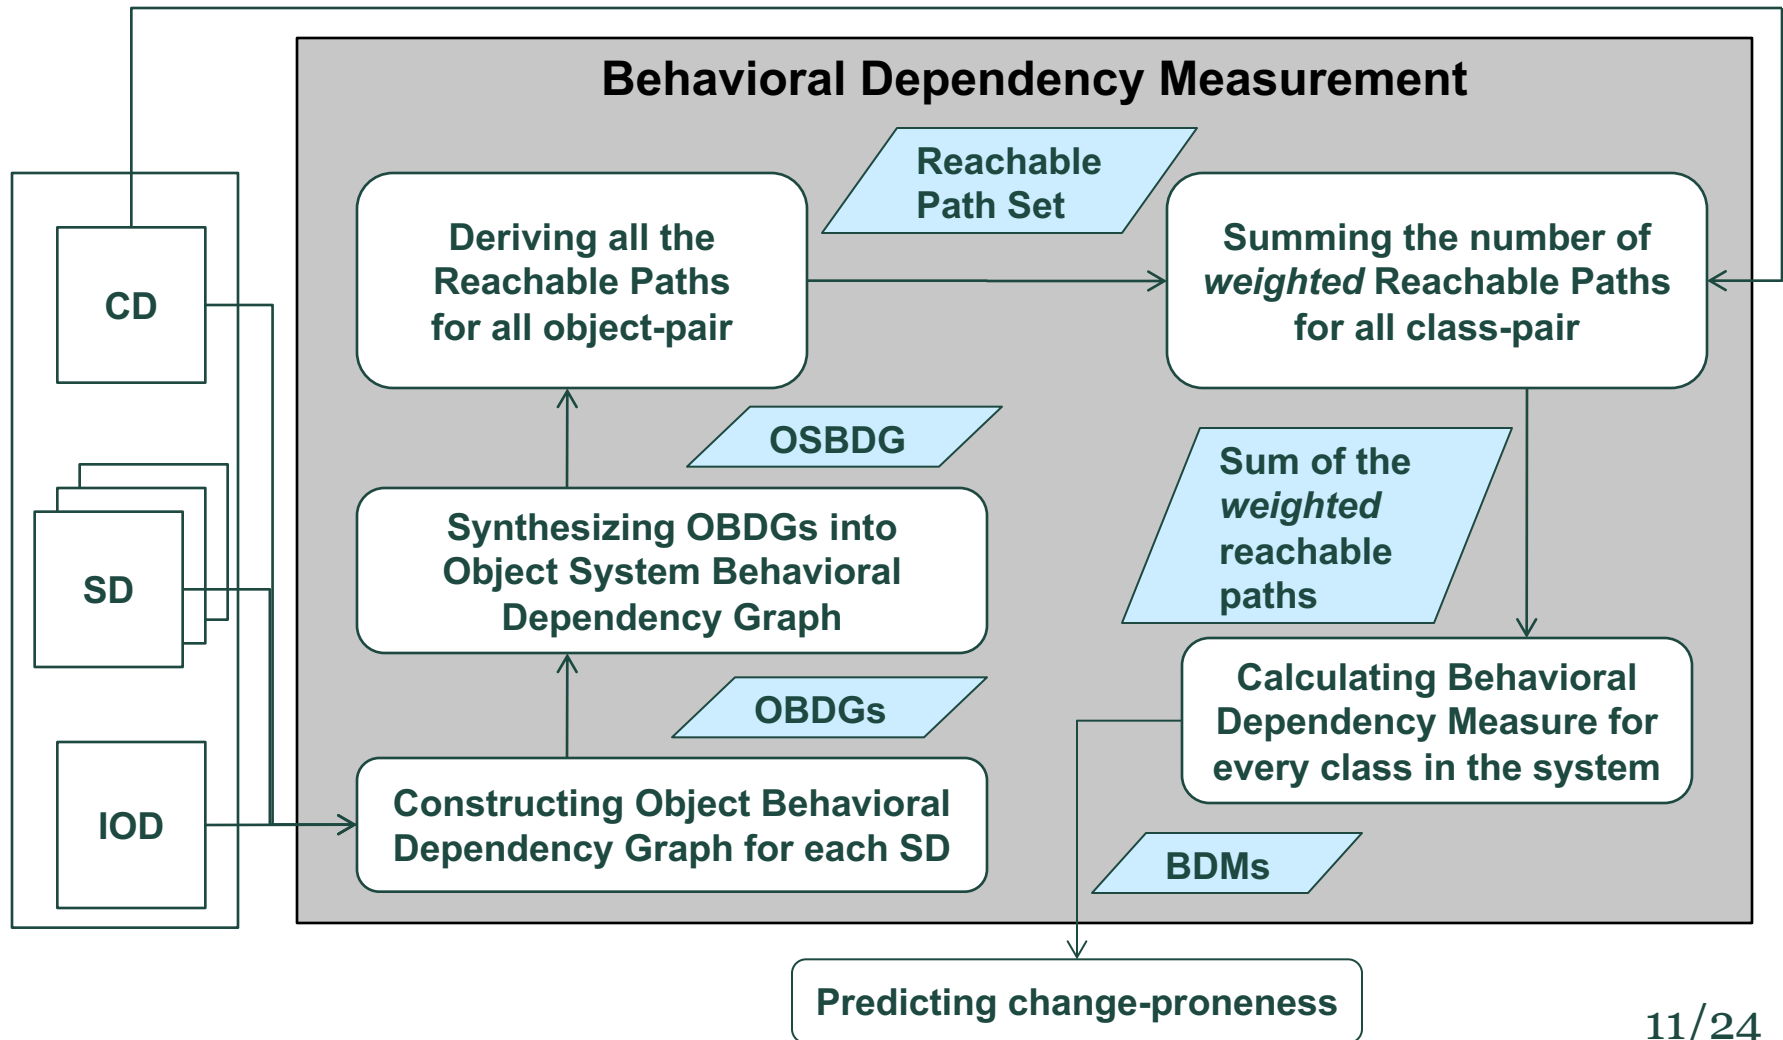 Behavioral Dependency Measurement
CD
SD
IOD
Deriving all the
Reachable Paths
for all object-pair
Reachable
Path Set
Summing the number of
weighted Reachable Paths
for all class-pair
OSBDG
Synthesizing OBDGs into
Object System Behavioral
Dependency Graph
OBDGs
Constructing Object Behavioral
Dependency Graph for each SD
Sum of the
weighted
reachable
paths
Calculating Behavioral
Dependency Measure for
every class in the system
BDMs
Predicting change-proneness
11/24